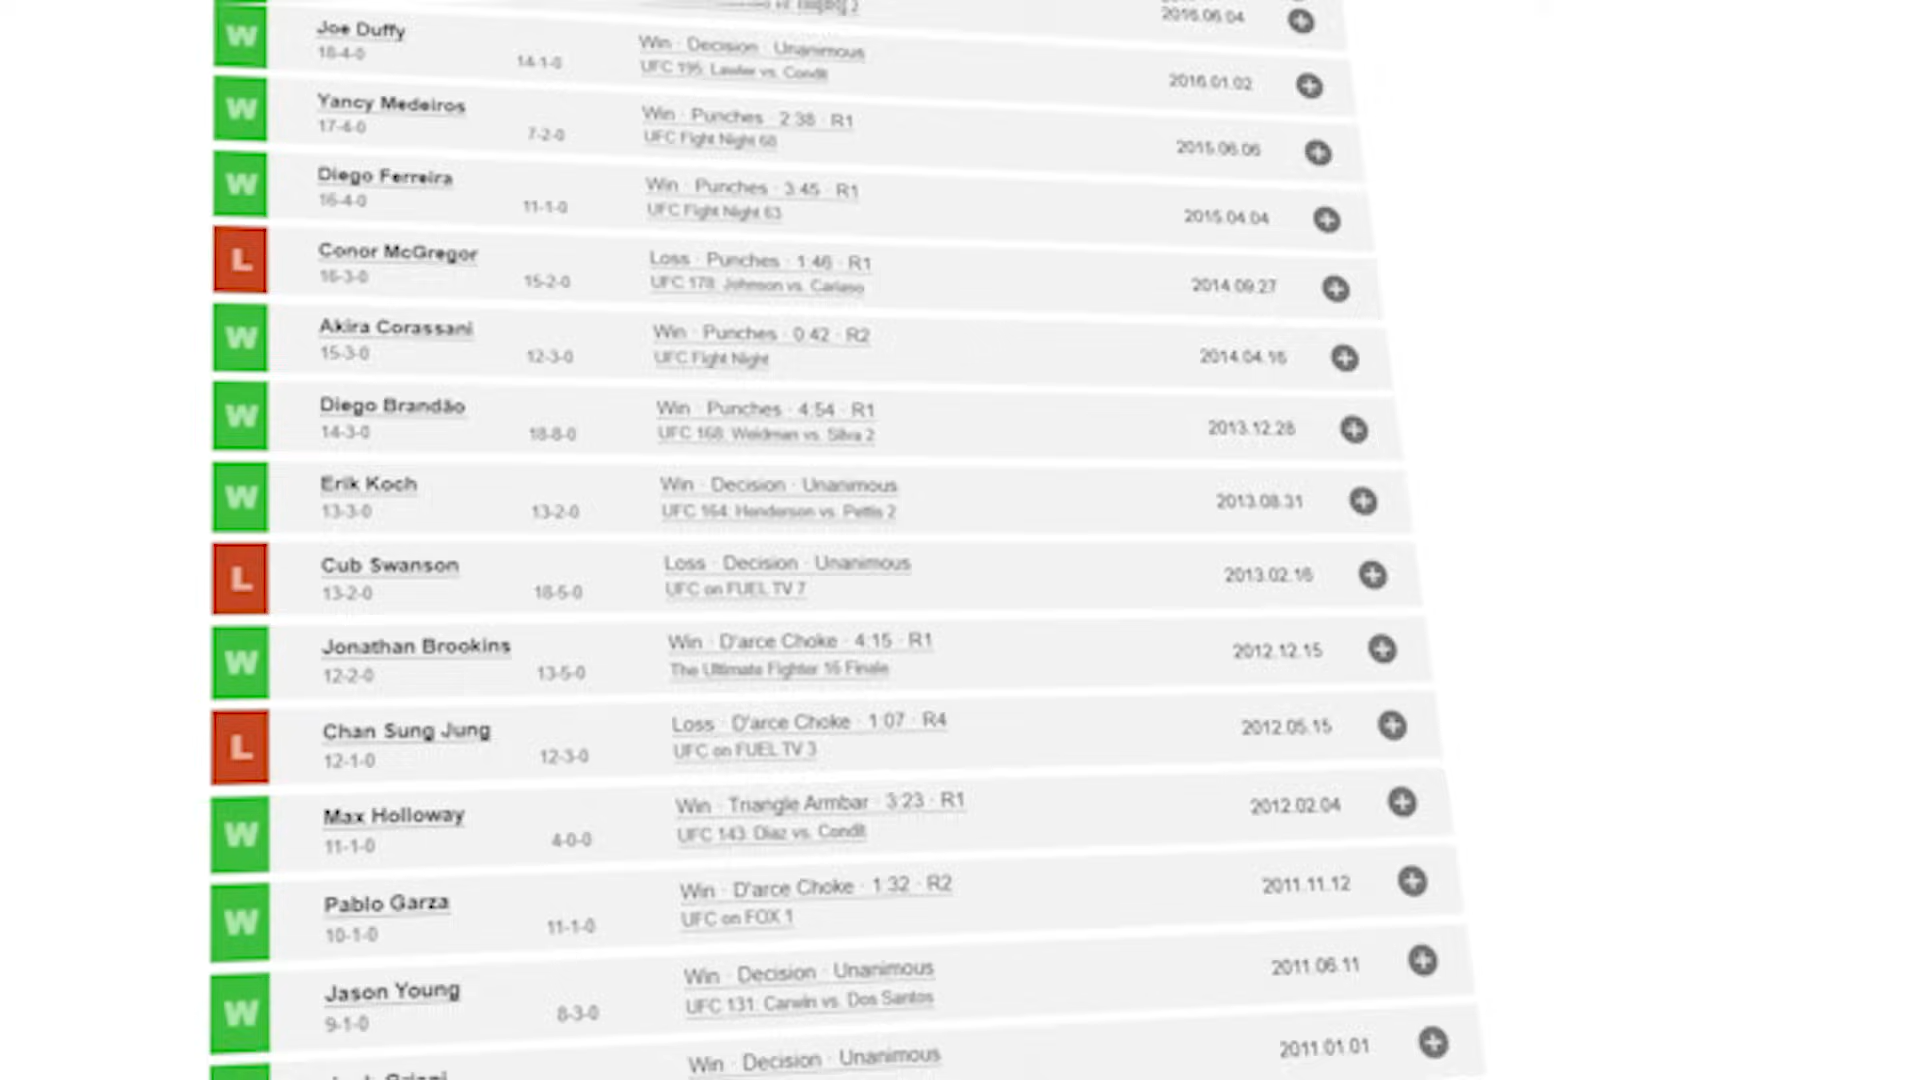 2016.06.04
W Joe Duffy
18-4-0 14-1-0
Win · Decision · Unanimous
UFC 195: Lawler vs. Condit
2016.01.02
W Yancy Medeiros
17-4-0 7-2-0
Win · Punches · 2:38 · R1
UFC Fight Night 68
2015.06.06
W Diego Ferreira
16-4-0 11-1-0
Win · Punches · 3:45 · R1
UFC Fight Night 63
2015.04.04
L Conor McGregor
16-3-0 15-2-0
Loss · Punches · 1:46 · R1
UFC 178: Johnson vs. Cariaso
2014.09.27
W Akira Corassani
15-3-0 12-3-0
Win · Punches · 0:42 · R2
UFC Fight Night
2014.04.16
W Diego Brandão
14-3-0 18-8-0
Win · Punches · 4:54 · R1
UFC 168: Weidman vs. Silva 2
2013.12.28
W Erik Koch
13-3-0 13-2-0
Win · Decision · Unanimous
UFC 164: Henderson vs. Pettis 2
2013.08.31
L Cub Swanson
13-2-0 18-5-0
Loss · Decision · Unanimous
UFC on FUEL TV 7
2013.02.16
W Jonathan Brookins
12-2-0 13-5-0
Win · D'arce Choke · 4:15 · R1
The Ultimate Fighter 16 Finale
2012.12.15
L Chan Sung Jung
12-1-0 12-3-0
Loss · D'arce Choke · 1:07 · R4
UFC on FUEL TV 3
2012.05.15
W Max Holloway
11-1-0 4-0-0
Win · Triangle Armbar · 3:23 · R1
UFC 143: Diaz vs. Condit
2012.02.04
W Pablo Garza
10-1-0 11-1-0
Win · D'arce Choke · 1:32 · R2
UFC on FOX 1
2011.11.12
W Jason Young
9-1-0 8-3-0
Win · Decision · Unanimous
UFC 131: Carwin vs. Dos Santos
2011.06.11
Win · Decision · Unanimous
2011.01.01